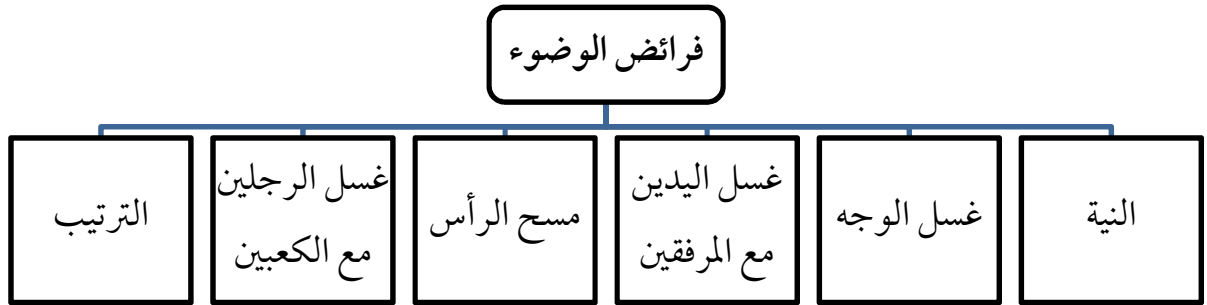 فرائض الوضوء
النية
غسل الوجه
غسل اليدين
مع المرفقين
مسح الرأس
غسل الرجلين
مع الكعبين
الترتيب